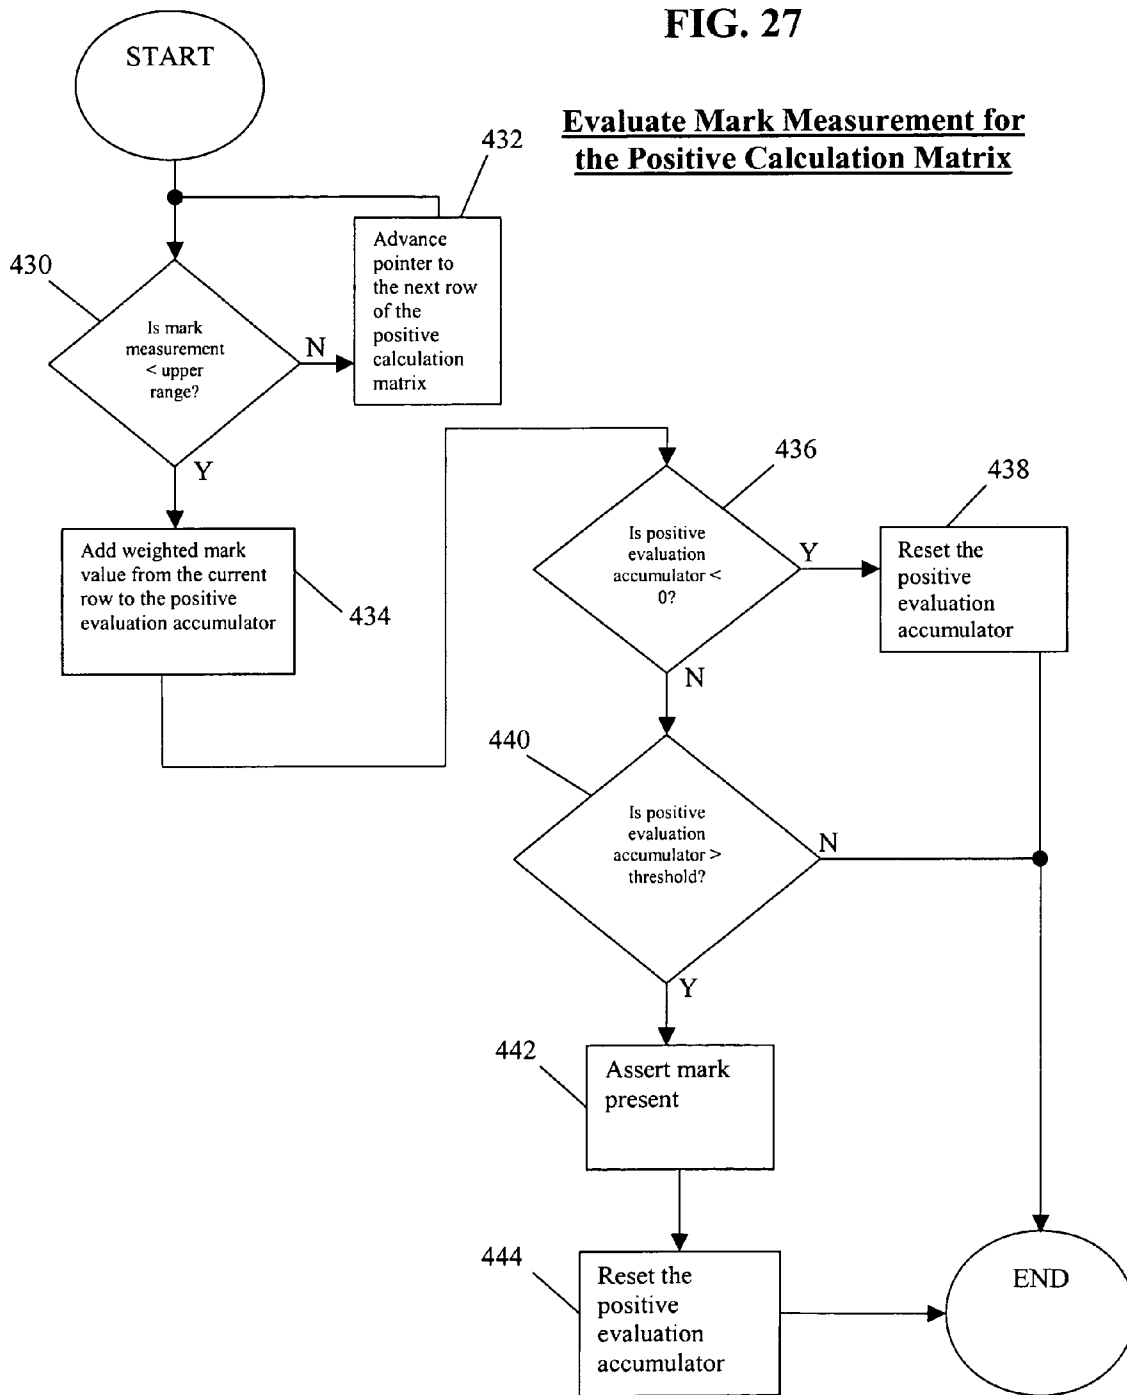 FIG. 27
START
Evaluate Mark Measurement for
the Positive Calculation Matrix
432
Advance
pointer to
the next row
of the
positive
calculation
matrix
430
Is mark
measurement
< upper
range?
N
Y
Add weighted mark
value from the current
row to the positive
evaluation accumulator
434
436
Is positive
evaluation
accumulator <
0?
Y
N
438
Reset the
positive
evaluation
accumulator
440
Is positive
evaluation
accumulator >
threshold?
N
Y
442
Assert mark
present
444
Reset the
positive
evaluation
accumulator
END